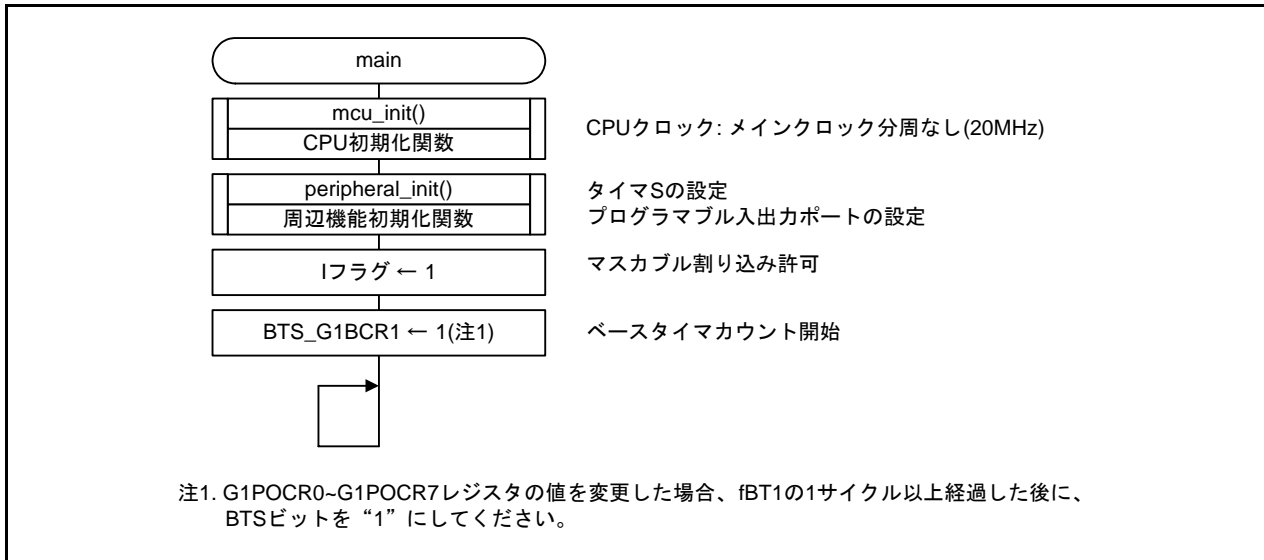 main
mcu_init()
CPU初期化関数
CPUクロック: メインクロック分周なし(20MHz)
peripheral_init()
周辺機能初期化関数
タイマSの設定
プログラマブル入出力ポートの設定
Iフラグ ← 1
マスカブル割り込み許可
BTS_G1BCR1 ← 1(注1)
ベースタイマカウント開始
注1. G1POCR0~G1POCR7レジスタの値を変更した場合、fBT1の1サイクル以上経過した後に、
BTSビットを“1”にしてください。